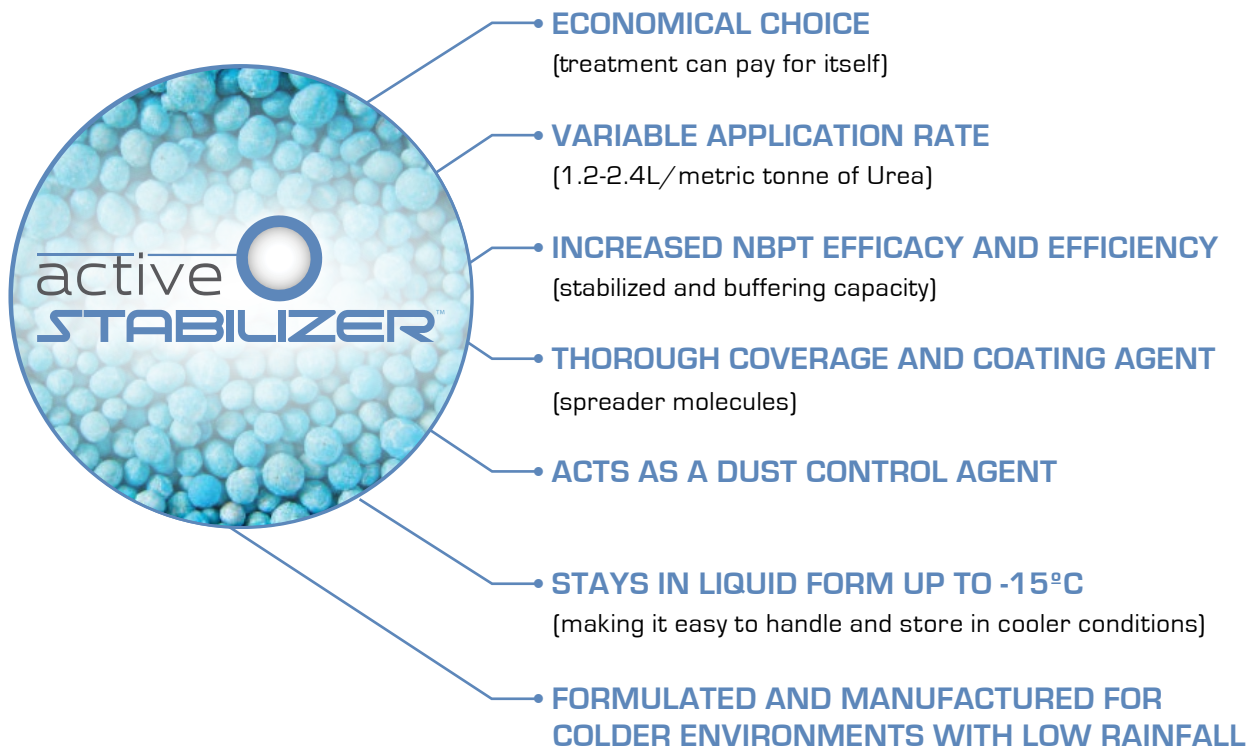 ECONOMICAL CHOICE
(treatment can pay for itself)
VARIABLE APPLICATION RATE
(1.2-2.4L/metric tonne of Urea)
INCREASED NBPT EFFICACY AND EFFICIENCY
(stabilized and buffering capacity)
active
STABILIZER™
THOROUGH COVERAGE AND COATING AGENT
(spreader molecules)
ACTS AS A DUST CONTROL AGENT
STAYS IN LIQUID FORM UP TO -15ºC
(making it easy to handle and store in cooler conditions)
FORMULATED AND MANUFACTURED FOR
COLDER ENVIRONMENTS WITH LOW RAINFALL